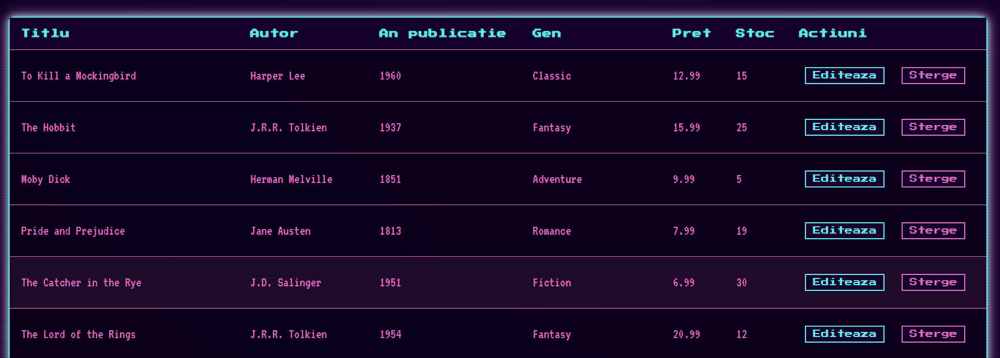 Titlu Autor An publicatie Gen Pret Stoc Actiuni
To Kill a Mockingbird Harper Lee 1960 Classic 12.99 15 Editeaza Sterge
The Hobbit J.R.R. Tolkien 1937 Fantasy 15.99 25 Editeaza Sterge
Moby Dick Herman Melville 1851 Adventure 9.99 5 Editeaza Sterge
Pride and Prejudice Jane Austen 1813 Romance 7.99 19 Editeaza Sterge
The Catcher in the Rye J.D. Salinger 1951 Fiction 6.99 30 Editeaza Sterge
The Lord of the Rings J.R.R. Tolkien 1954 Fantasy 20.99 12 Editeaza Sterge